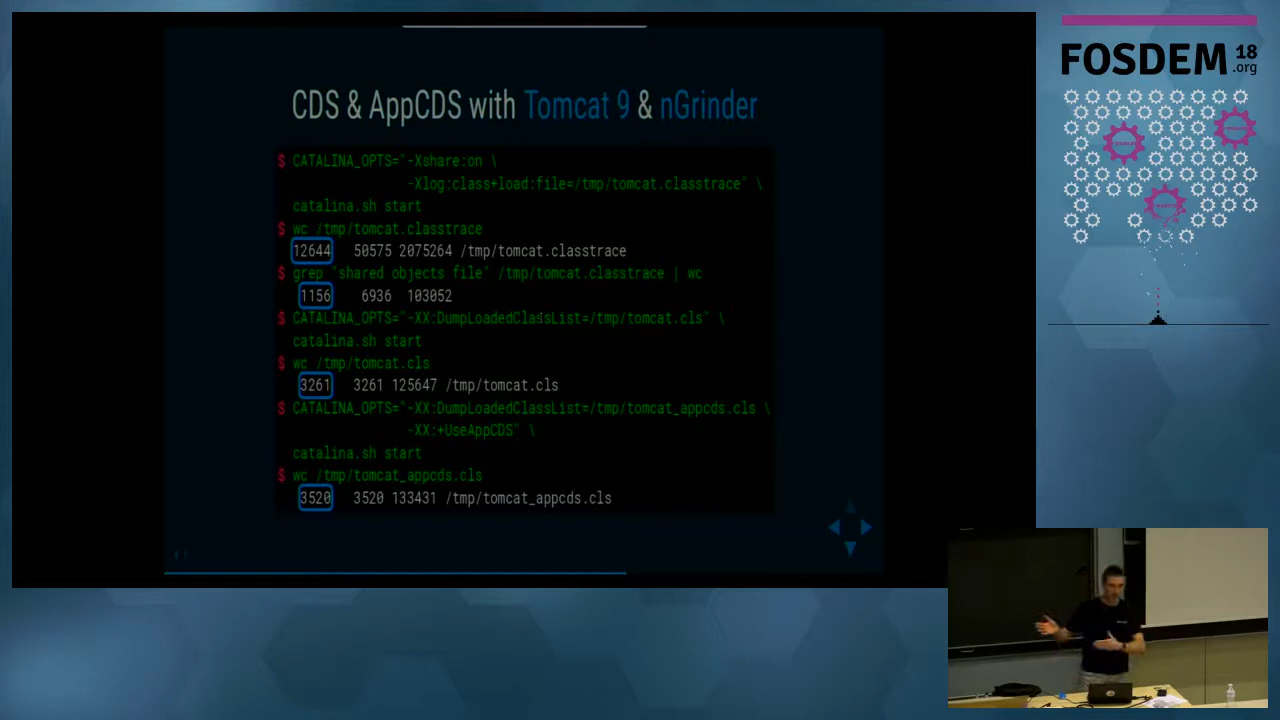 CDS & AppCDS with Tomcat 9 & nGrinder
$ CATALINA_OPTS="-Xshare:on \
-Xlog:class+load:file=/tmp/tomcat.classtrace" \
catalina.sh start
$ wc /tmp/tomcat.classtrace
12644 50575 2075264 /tmp/tomcat.classtrace
$ grep "shared objects file" /tmp/tomcat.classtrace | wc
1156 6936 103052
$ CATALINA_OPTS="-XX:DumpLoadedClassList=/tmp/tomcat.cls" \
catalina.sh start
$ wc /tmp/tomcat.cls
3261 3261 125647 /tmp/tomcat.cls
$ CATALINA_OPTS="-XX:DumpLoadedClassList=/tmp/tomcat_appcds.cls \
-XX:+UseAppCDS" \
catalina.sh start
$ wc /tmp/tomcat_appcds.cls
3520 3520 133431 /tmp/tomcat_appcds.cls
6.1
FOSDEM 18
.org